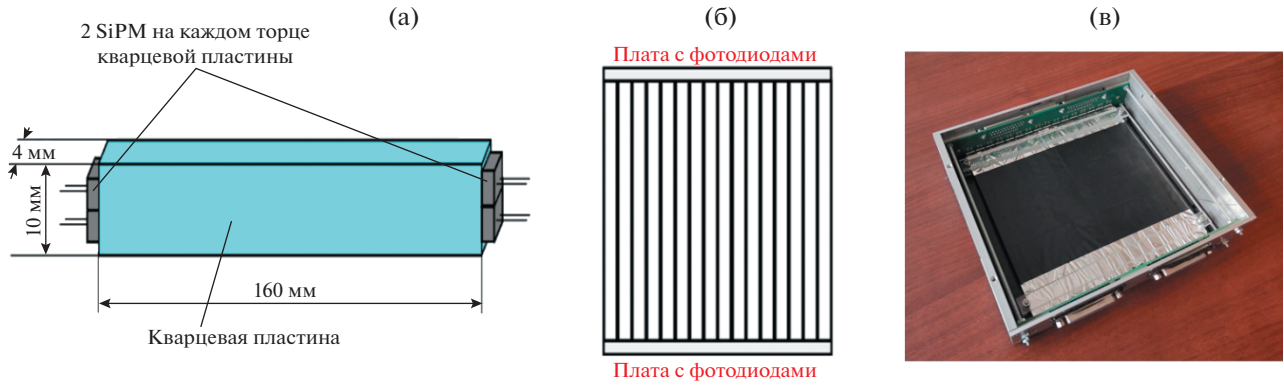 (а)
2 SiPM на каждом торце
кварцевой пластины
4 мм
10 мм
160 мм
Кварцевая пластина
(б)
Плата с фотодиодами
Плата с фотодиодами
(в)